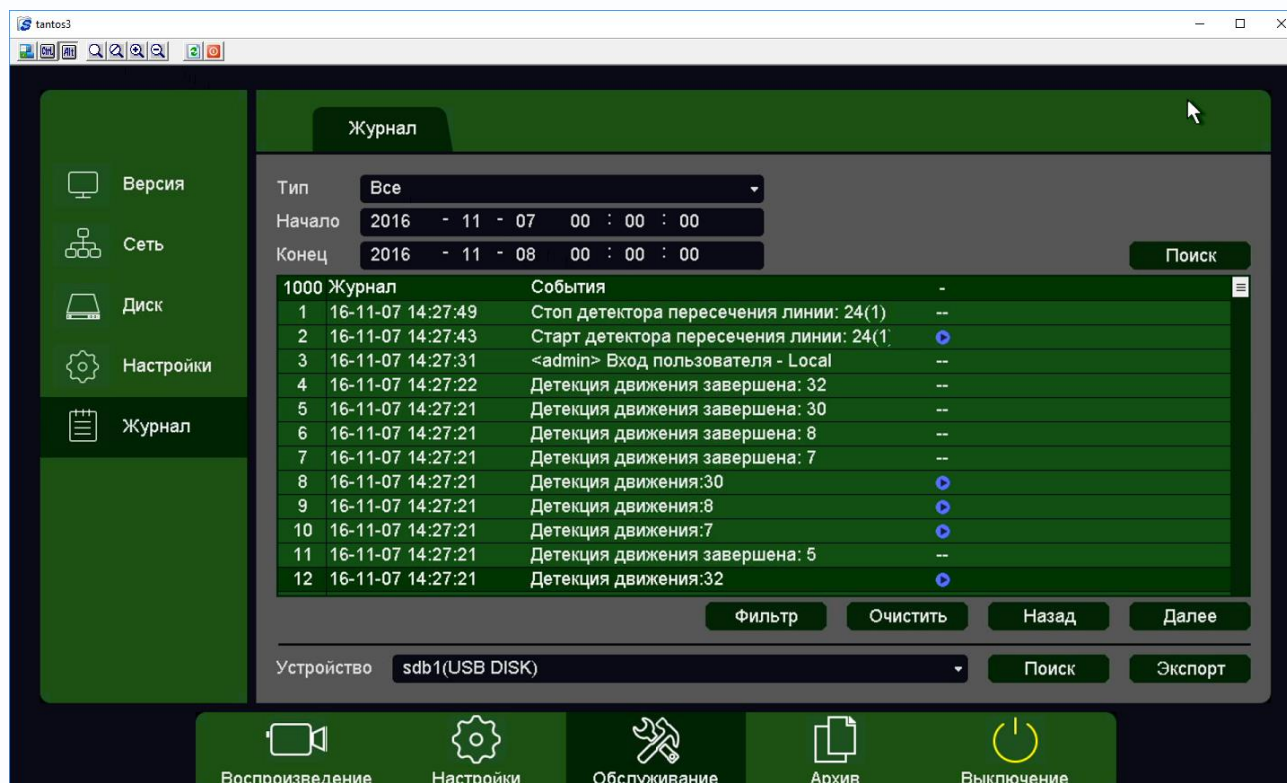 tantos3
Ctrl Alt
Журнал
Версия
Сеть
Диск
Настройки
Журнал
Тип Все
Начало 2016 - 11 - 07 00 : 00 : 00
Конец 2016 - 11 - 08 00 : 00 : 00
Поиск
1000 Журнал События -
1 16-11-07 14:27:49 Стоп детектора пересечения линии: 24(1) --
2 16-11-07 14:27:43 Старт детектора пересечения линии: 24(1
3 16-11-07 14:27:31 <admin> Вход пользователя - Local --
4 16-11-07 14:27:22 Детекция движения завершена: 32 --
5 16-11-07 14:27:21 Детекция движения завершена: 30 --
6 16-11-07 14:27:21 Детекция движения завершена: 8 --
7 16-11-07 14:27:21 Детекция движения завершена: 7 --
8 16-11-07 14:27:21 Детекция движения:30
9 16-11-07 14:27:21 Детекция движения:8
10 16-11-07 14:27:21 Детекция движения:7
11 16-11-07 14:27:21 Детекция движения завершена: 5 --
12 16-11-07 14:27:21 Детекция движения:32
Фильтр Очистить Назад Далее
Устройство sdb1(USB DISK) Поиск Экспорт
Воспроизведение Настройки Обслуживание Архив Выключение